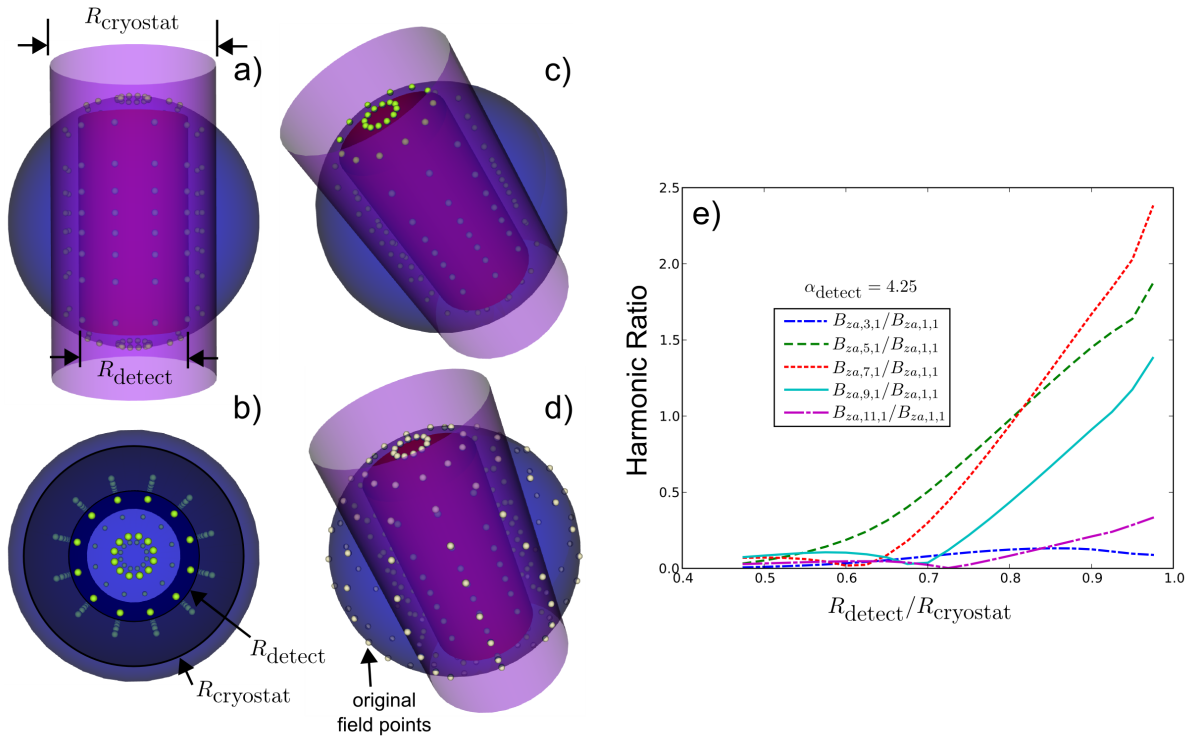 R_cryostat
a)
R_detect
b)
R_detect
R_cryostat
c)
d)
original
field points
e)
Harmonic Ratio
2.5
2.0
1.5
1.0
0.5
0.0
α_detect = 4.25
B_za,3,1/B_za,1,1
B_za,5,1/B_za,1,1
B_za,7,1/B_za,1,1
B_za,9,1/B_za,1,1
B_za,11,1/B_za,1,1
0.4 0.5 0.6 0.7 0.8 0.9 1.0
R_detect/R_cryostat